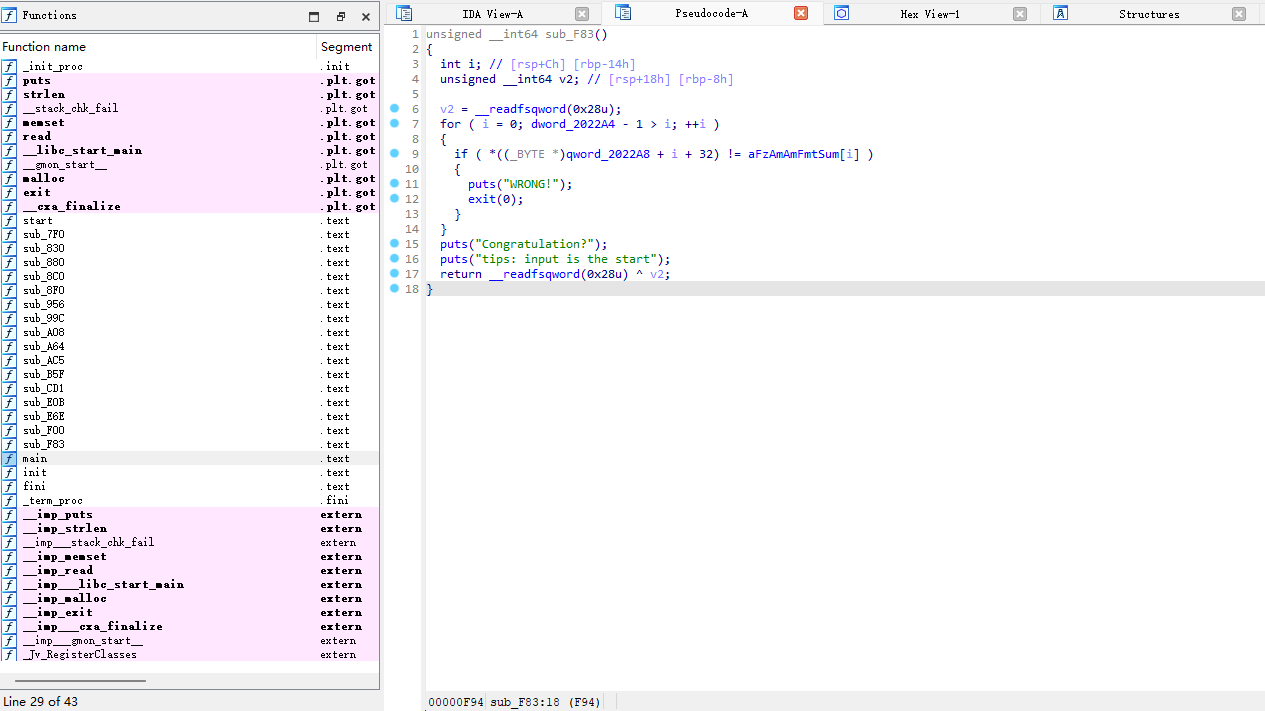 Functions
Function name Segment
f _init_proc .init
f puts .plt.got
f strlen .plt.got
f __stack_chk_fail .plt.got
f memset .plt.got
f read .plt.got
f __libc_start_main .plt.got
f __gmon_start__ .plt.got
f malloc .plt.got
f exit .plt.got
f __cxa_finalize .plt.got
f start .text
f sub_7F0 .text
f sub_830 .text
f sub_880 .text
f sub_8C0 .text
f sub_8F0 .text
f sub_956 .text
f sub_99C .text
f sub_A08 .text
f sub_A64 .text
f sub_AC5 .text
f sub_B5F .text
f sub_CD1 .text
f sub_E0B .text
f sub_E6E .text
f sub_F00 .text
f sub_F83 .text
f main .text
f init .text
f fini .text
f _term_proc .fini
f __imp_puts extern
f __imp_strlen extern
f __imp___stack_chk_fail extern
f __imp_memset extern
f __imp_read extern
f __imp___libc_start_main extern
f __imp_malloc extern
f __imp_exit extern
f __imp___cxa_finalize extern
f __imp___gmon_start__ extern
f _Jv_RegisterClasses extern
Line 29 of 43
IDA View-A Pseudocode-A Hex View-1 Structures
1 unsigned __int64 sub_F83()
2 {
3 int i; // [rsp+Ch] [rbp-14h]
4 unsigned __int64 v2; // [rsp+18h] [rbp-8h]
5
6 v2 = __readfsqword(0x28u);
7 for ( i = 0; dword_2022A4 - 1 > i; ++i )
8 {
9 if ( *((_BYTE *)qword_2022A8 + i + 32) != aFzAmAmFmtSum[i] )
10 {
11 puts("WRONG!");
12 exit(0);
13 }
14 }
15 puts("Congratulation?");
16 puts("tips: input is the start");
17 return __readfsqword(0x28u) ^ v2;
18 }
00000F94 sub_F83:18 (F94)